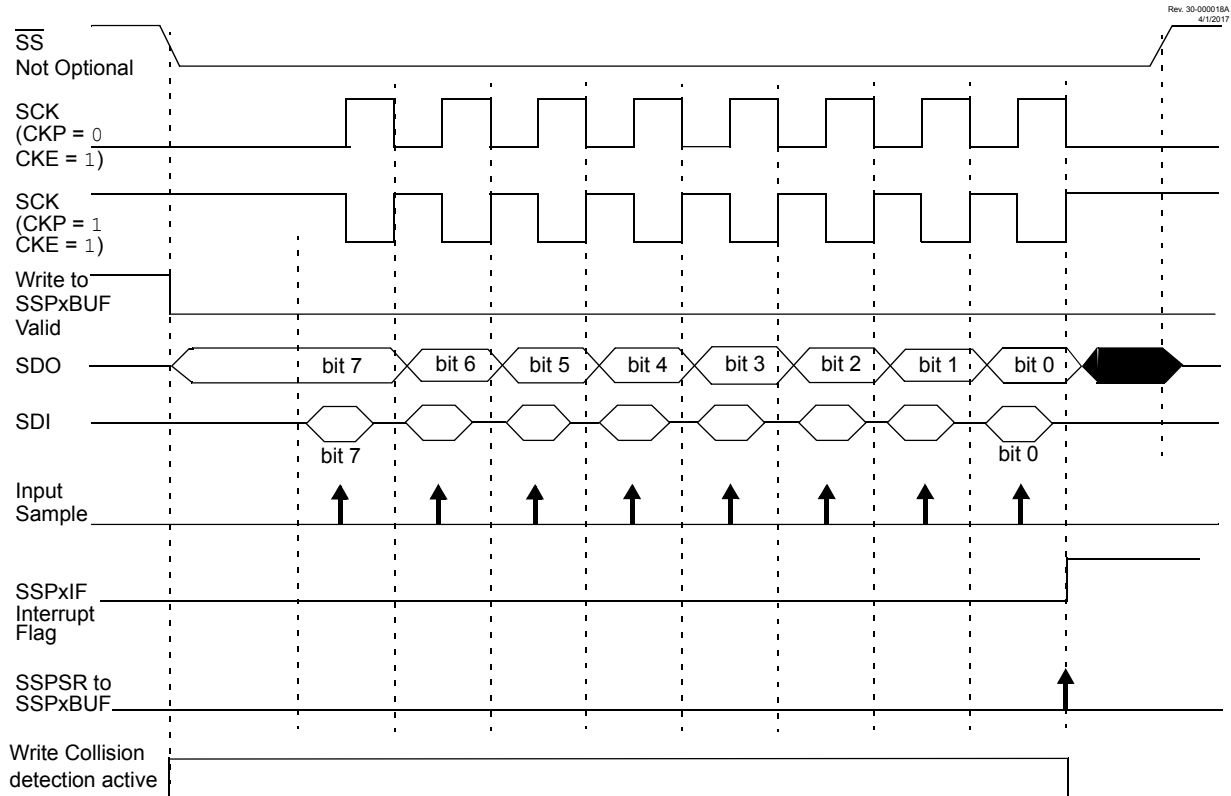 Rev. 30-000018A
4/1/2017
SS
Not Optional
SCK
(CKP = 0
CKE = 1)
SCK
(CKP = 1
CKE = 1)
Write to
SSPxBUF
Valid
SDO
bit 7 bit 6 bit 5 bit 4 bit 3 bit 2 bit 1 bit 0
SDI
bit 7 bit 0
Input
Sample
SSPxIF
Interrupt
Flag
SSPSR to
SSPxBUF
Write Collision
detection active